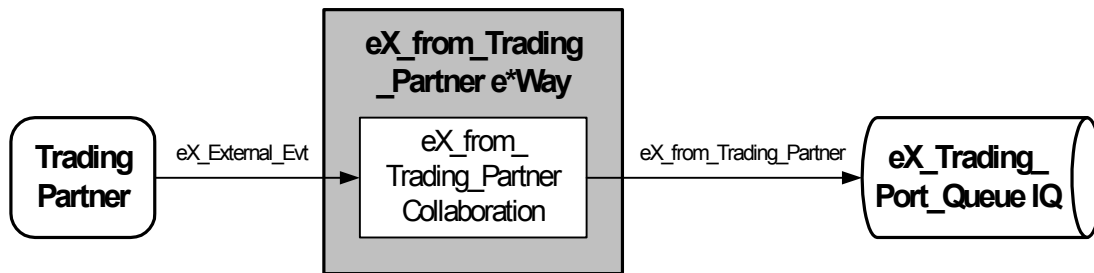 eX_from_Trading
_Partner e*Way
Trading
Partner
eX_External_Evt
eX_from_
Trading_Partner
Collaboration
eX_from_Trading_Partner
eX_Trading_
Port_Queue IQ